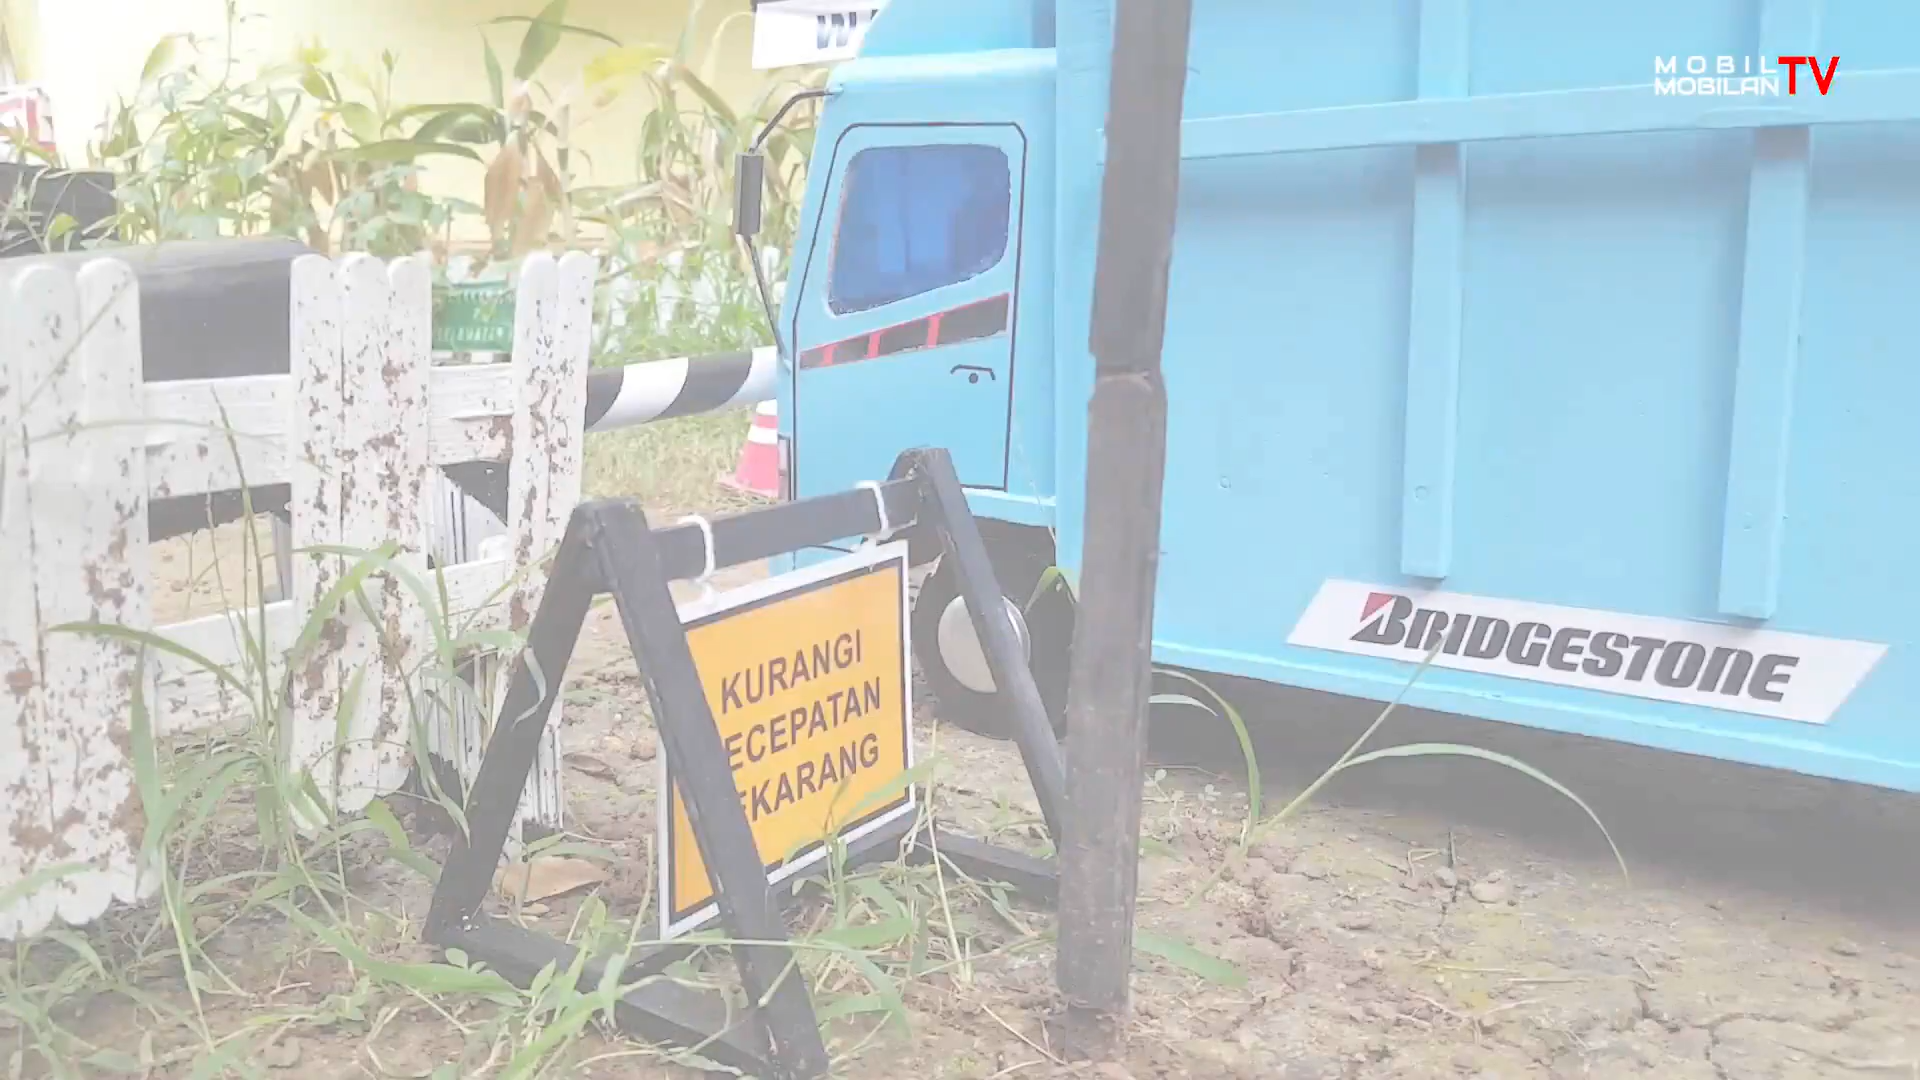 MOBIL
MOBILAN TV
KURANGI
ECEPATAN
EKARANG
BRIDGESTONE